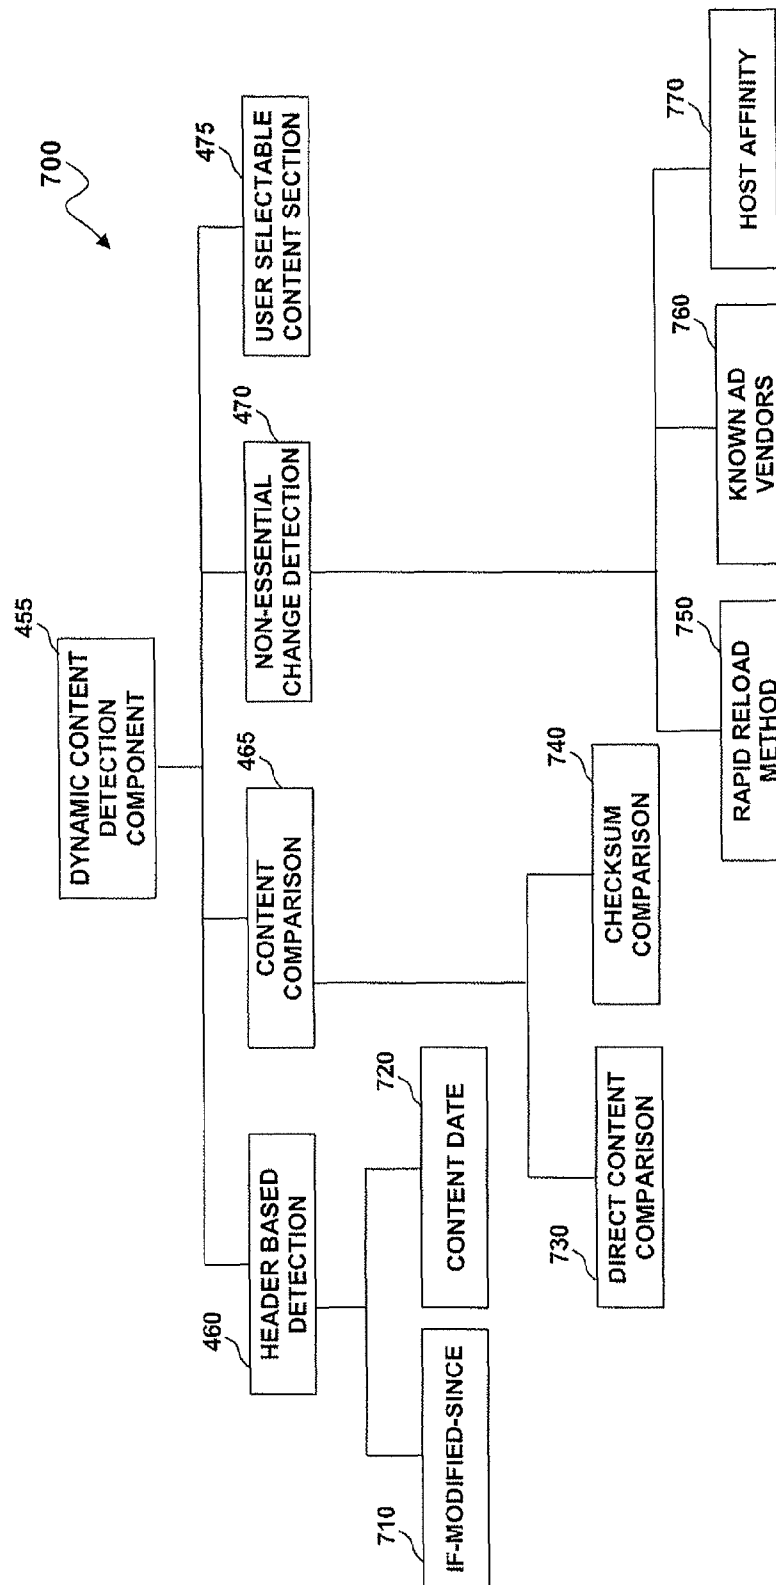 700
455
DYNAMIC CONTENT
DETECTION
COMPONENT
460
HEADER BASED
DETECTION
465
CONTENT
COMPARISON
470
NON-ESSENTIAL
CHANGE DETECTION
475
USER SELECTABLE
CONTENT SECTION
710
IF-MODIFIED-SINCE
720
CONTENT DATE
730
DIRECT CONTENT
COMPARISON
740
CHECKSUM
COMPARISON
750
RAPID RELOAD
METHOD
760
KNOWN AD
VENDORS
770
HOST AFFINITY